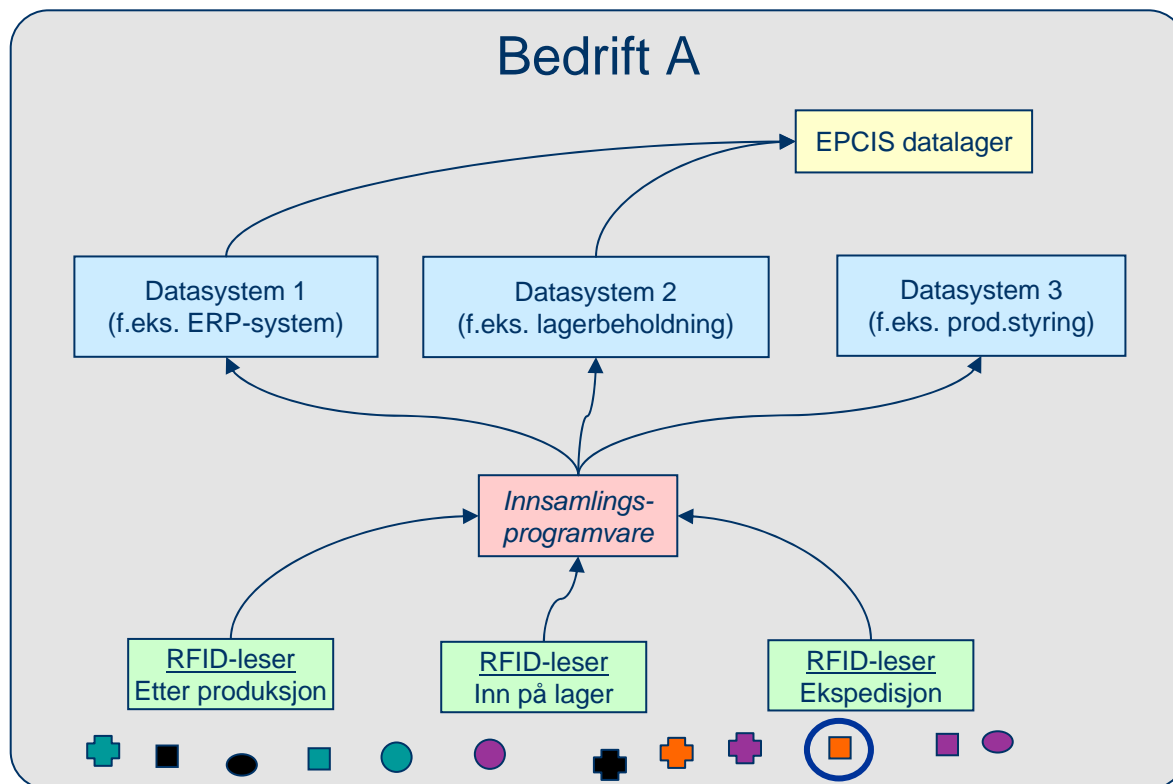 Bedrift A
EPCIS datalager
Datasystem 1
(f.eks. ERP-system)
Datasystem 2
(f.eks. lagerbeholdning)
Datasystem 3
(f.eks. prod.styring)
Innsamlings-
programvare
RFID-leser
Etter produksjon
RFID-leser
Inn på lager
RFID-leser
Ekspedisjon